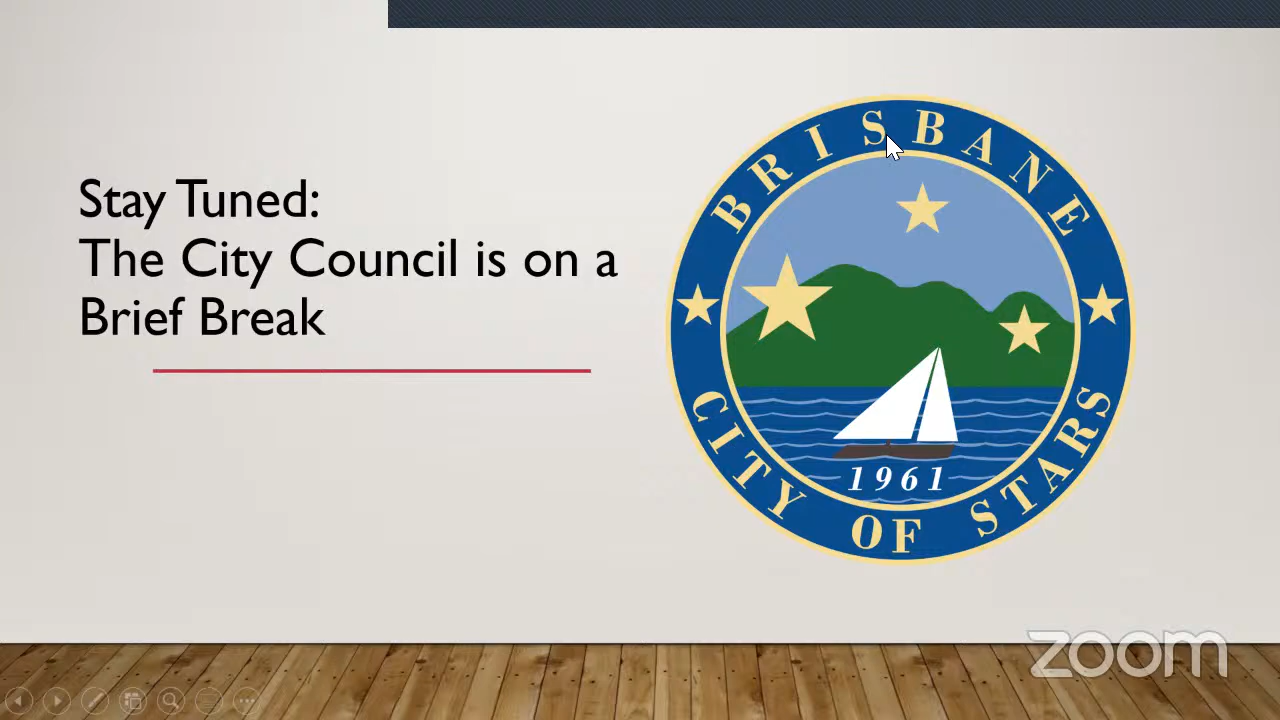 Stay Tuned:
The City Council is on a
Brief Break
BRISBANE
1961
CITY OF STARS
zoom